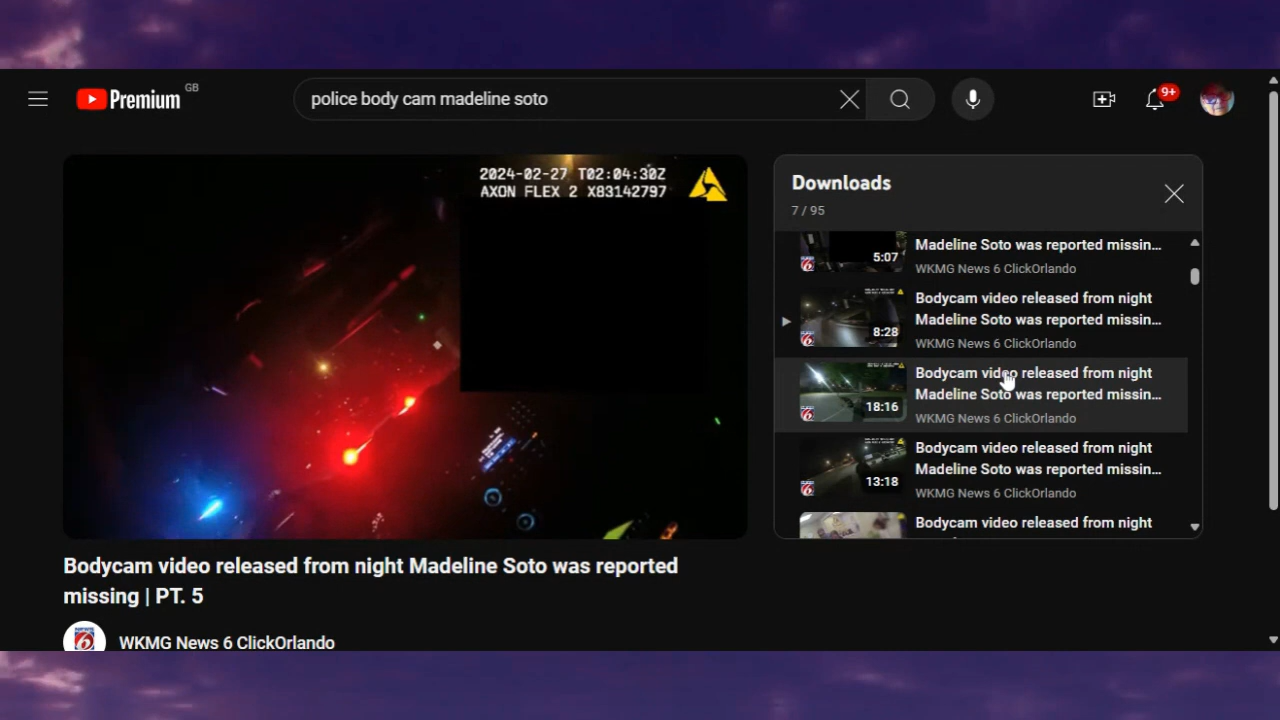 Premium GB
police body cam madeline soto
9+
2024-02-27 T02:04:30Z
AXON FLEX 2 X83142797
Bodycam video released from night Madeline Soto was reported
missing | PT. 5
WKMG News 6 ClickOrlando
Downloads
7 / 95
5:07
Madeline Soto was reported missin...
WKMG News 6 ClickOrlando
8:28
Bodycam video released from night
Madeline Soto was reported missin...
WKMG News 6 ClickOrlando
18:16
Bodycam video released from night
Madeline Soto was reported missin...
WKMG News 6 ClickOrlando
13:18
Bodycam video released from night
Madeline Soto was reported missin...
WKMG News 6 ClickOrlando
Bodycam video released from night